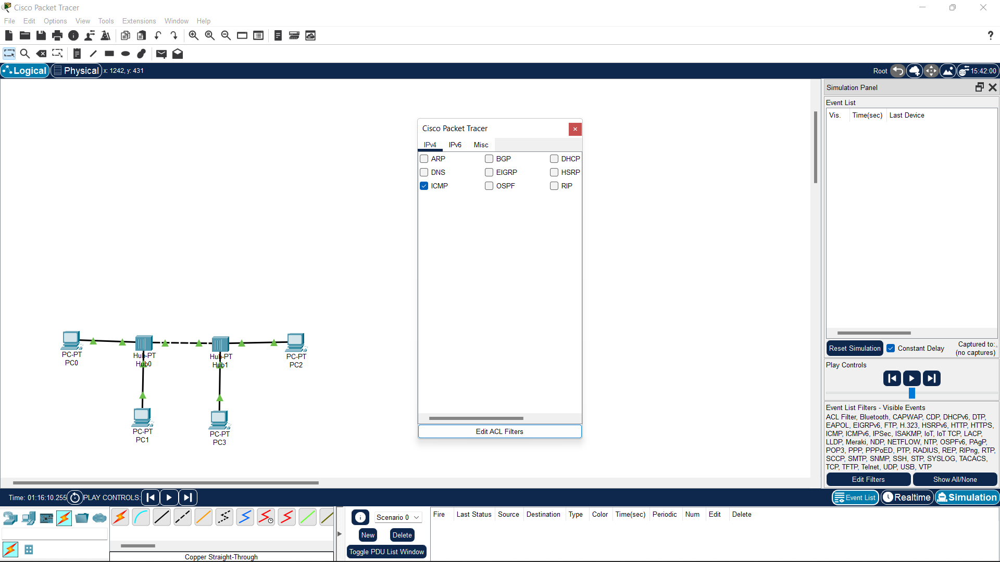 Cisco Packet Tracer
File Edit Options View Tools Extensions Window Help
?
Logical Physical x: 1242, y: 431
Root 15:42:00
Simulation Panel
Event List
Vis. Time(sec) Last Device
Cisco Packet Tracer
IPv4 IPv6 Misc
ARP BGP DHCP
DNS EIGRP HSRP
ICMP OSPF RIP
Edit ACL Filters
PC-PT
PC0
Hub-PT
Hub0
Hub-PT
Hub1
PC-PT
PC2
PC-PT
PC1
PC-PT
PC3
Reset Simulation Constant Delay Captured to:
(no captures)
Play Controls
Event List Filters - Visible Events
ACL Filter, Bluetooth, CAPWAP, CDP, DHCPv6, DTP,
EAPOL, EIGRPv6, FTP, H.323, HSRPv6, HTTP, HTTPS,
ICMP, ICMPv6, IPSec, ISAKMP, IoT, IoT TCP, LACP,
LLDP, Meraki, NDP, NETFLOW, NTP, OSPFv6, PAgP,
POP3, PPP, PPPoED, PTP, RADIUS, REP, RIPng, RTP,
SCCP, SMTP, SNMP, SSH, STP, SYSLOG, TACACS,
TCP, TFTP, Telnet, UDP, USB, VTP
Edit Filters Show All/None
Time: 01:16:10.255 PLAY CONTROLS:
Event List Realtime Simulation
Scenario 0
New Delete
Toggle PDU List Window
Fire Last Status Source Destination Type Color Time(sec) Periodic Num Edit Delete
Copper Straight-Through